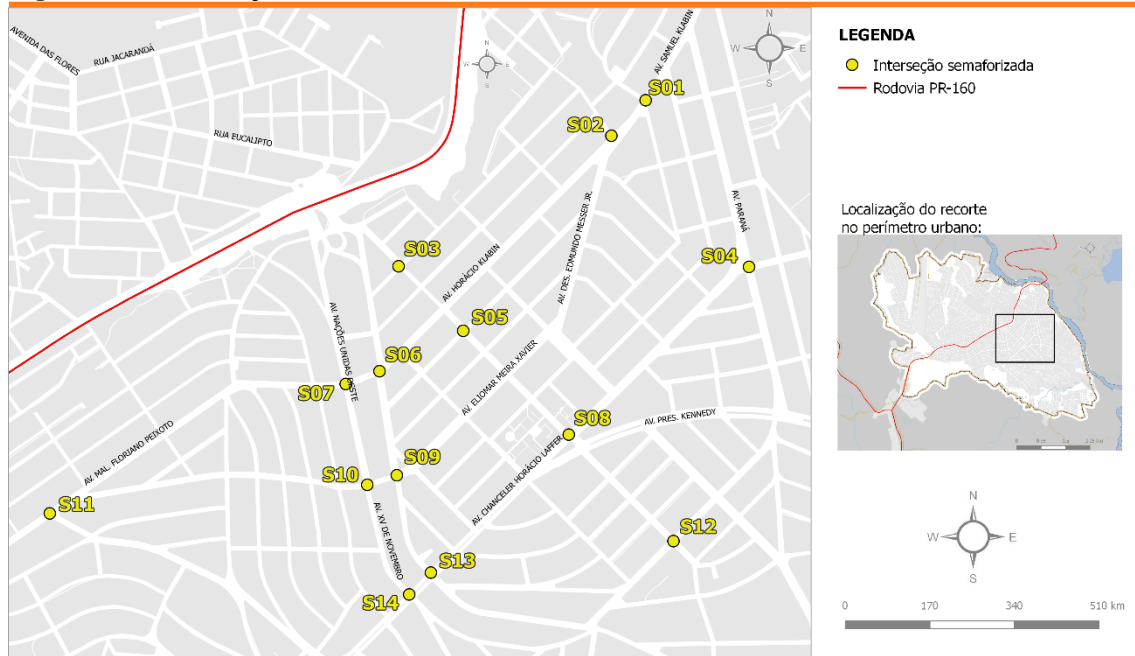 AVENIDA DAS FLORES
RUA JACARANDÁ
RUA EUCALIPTO
N
W E
S
AV. SAMUEL KLABIN
N
W E
S
S01
S02
S03
AV. HORÁCIO KLABIN
AV. DES. EDMUNDO MESSER JR.
AV. PARANÁ
S04
S05
AV. NAÇÕES UNIDAS OESTE
S06
S07
AV. ELIOMAR MEIRA XAVIER
S08
AV. PRES. KENNEDY
AV. MAL. FLORIANO PEIXOTO
S09
S10
AV. CHANCELER HORÁCIO LAFFER
S11
AV. XV DE NOVEMBRO
S12
S13
S14
LEGENDA
Interseção semaforizada
Rodovia PR-160
Localização do recorte
no perímetro urbano:
N
W E
S
0 170 340 510 km